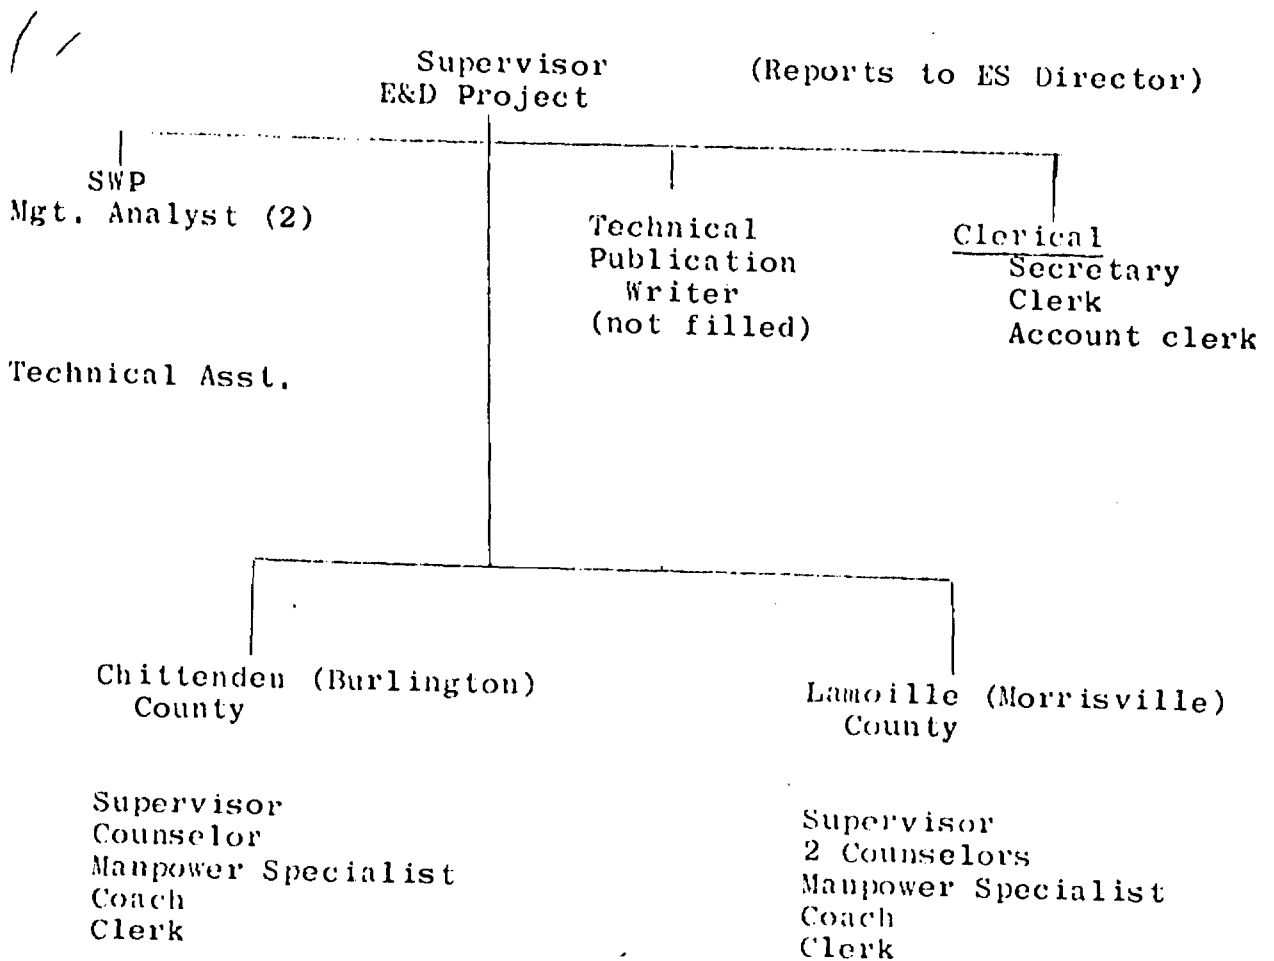 Supervisor
E&D Project
(Reports to ES Director)
SWP
Mgt. Analyst (2)
Technical
Publication
Writer
(not filled)
Clerical
Secretary
Clerk
Account clerk
Technical Asst.
Chittenden (Burlington)
County
Lamoille (Morrisville)
County
Supervisor
Counselor
Manpower Specialist
Coach
Clerk
Supervisor
2 Counselors
Manpower Specialist
Coach
Clerk